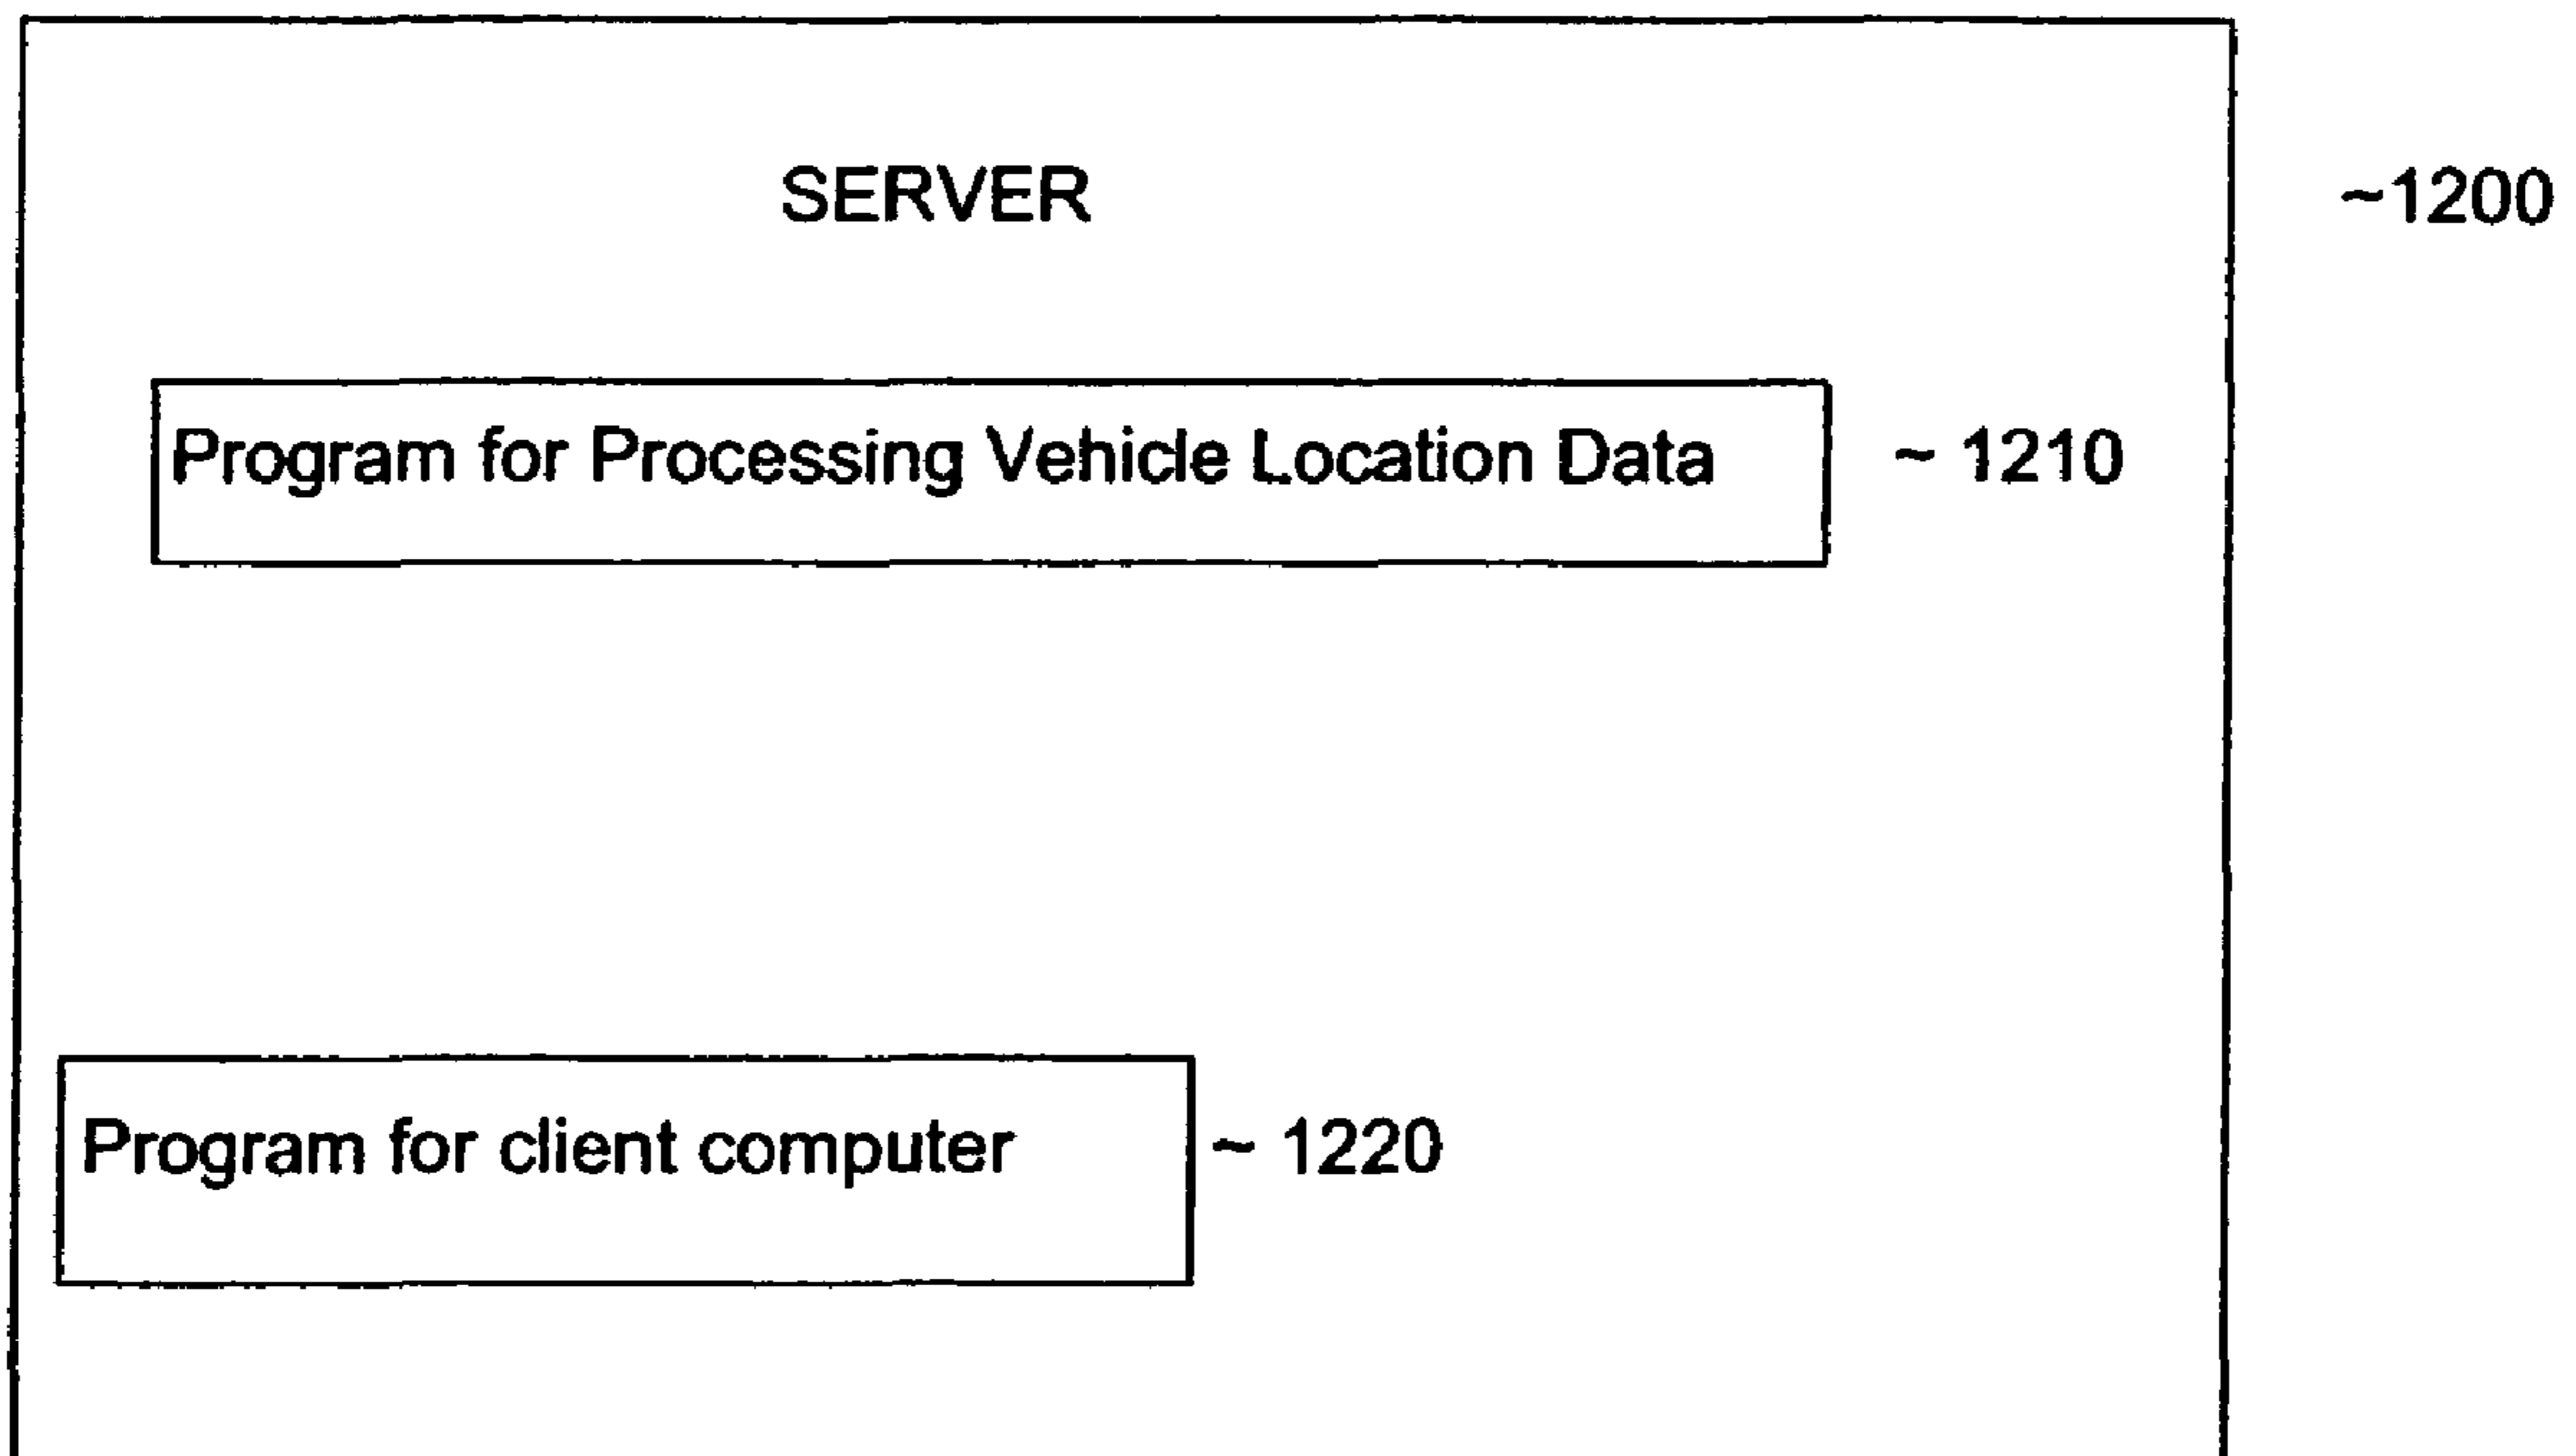 SERVER ~1200
Program for Processing Vehicle Location Data ~ 1210
Program for client computer ~ 1220